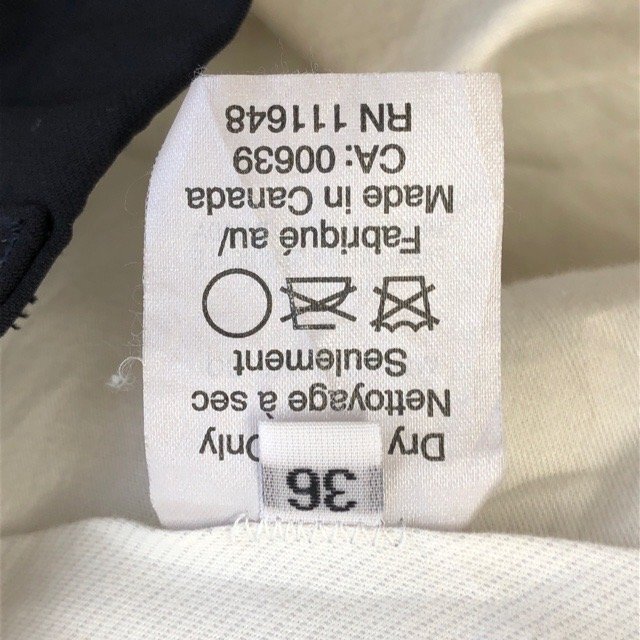 36
Dry Only
Nettoyage à sec
Seulement
Fabriqué au/
Made in Canada
CA: 00639
RN 111648